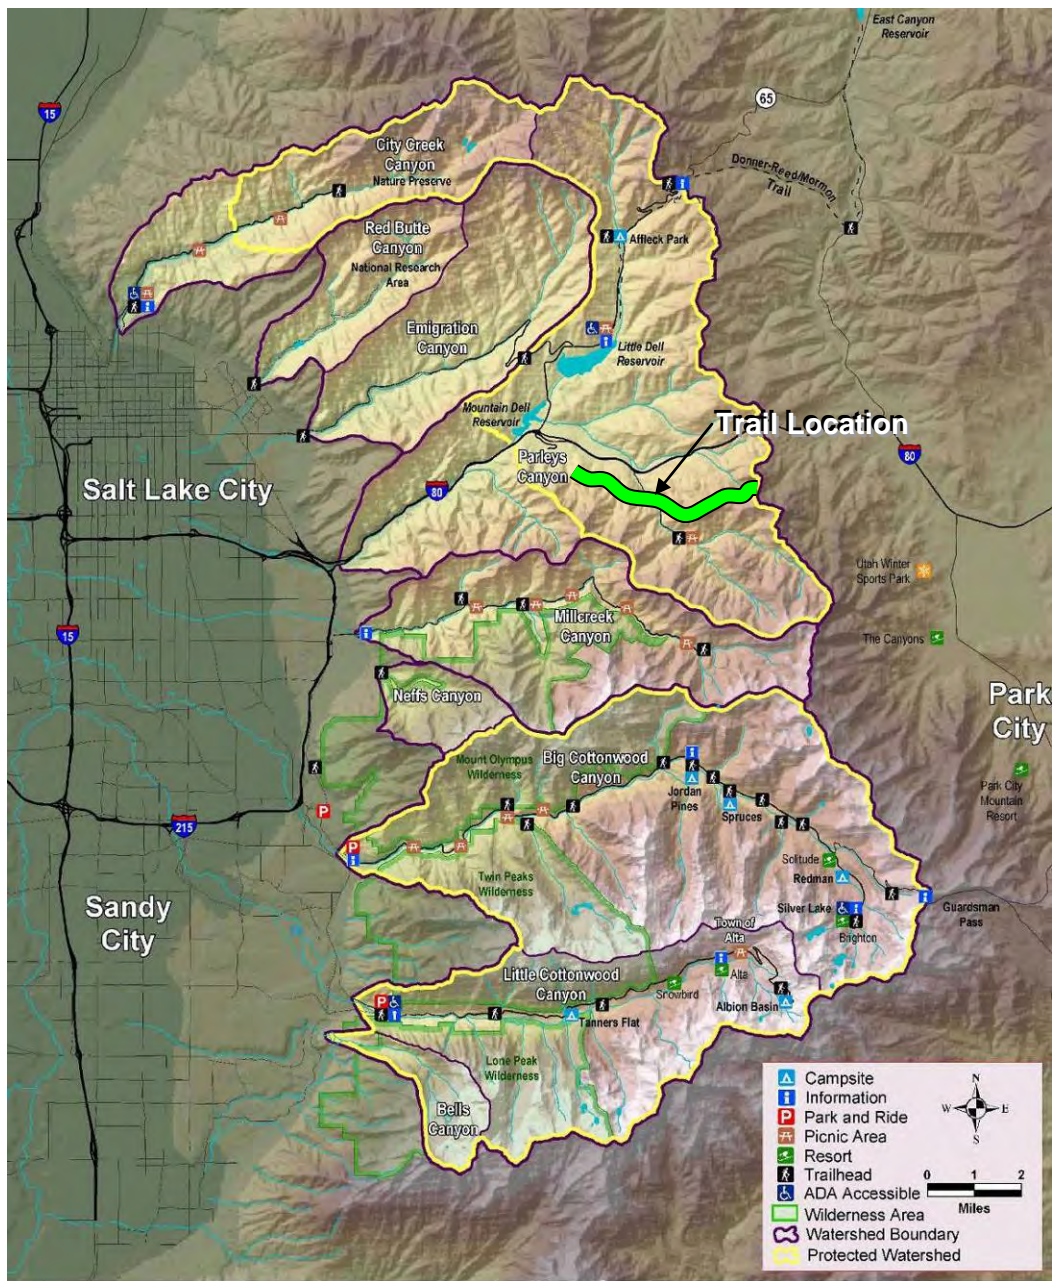 East Canyon
Reservoir
15
65
City Creek
Canyon
Nature Preserve
Donner-Reed/Mormon
Trail
Red Butte
Canyon
National Research
Area
Affleck Park
Emigration
Canyon
Little Dell
Reservoir
Mountain Dell
Reservoir
Trail Location
Parleys
Canyon
80
80
Salt Lake City
Utah Winter
Sports Park
15
Millcreek
Canyon
The Canyons
Neffs Canyon
Park
City
Mount Olympus
Wilderness
Big Cottonwood
Canyon
Jordan
Pines
Spruces
Park City
Mountain
Resort
P
215
P
Solitude
Redman
Twin Peaks
Wilderness
Sandy
City
Silver Lake
Guardsman
Pass
Brighton
Town of
Alta
Little Cottonwood
Canyon
Alta
Snowbird
Albion Basin
P
Tanners Flat
Lone Peak
Wilderness
Bells
Canyon
Campsite
Information
P Park and Ride
Picnic Area
Resort
Trailhead
ADA Accessible
Wilderness Area
Watershed Boundary
Protected Watershed
N
W E
S
0 1 2
Miles